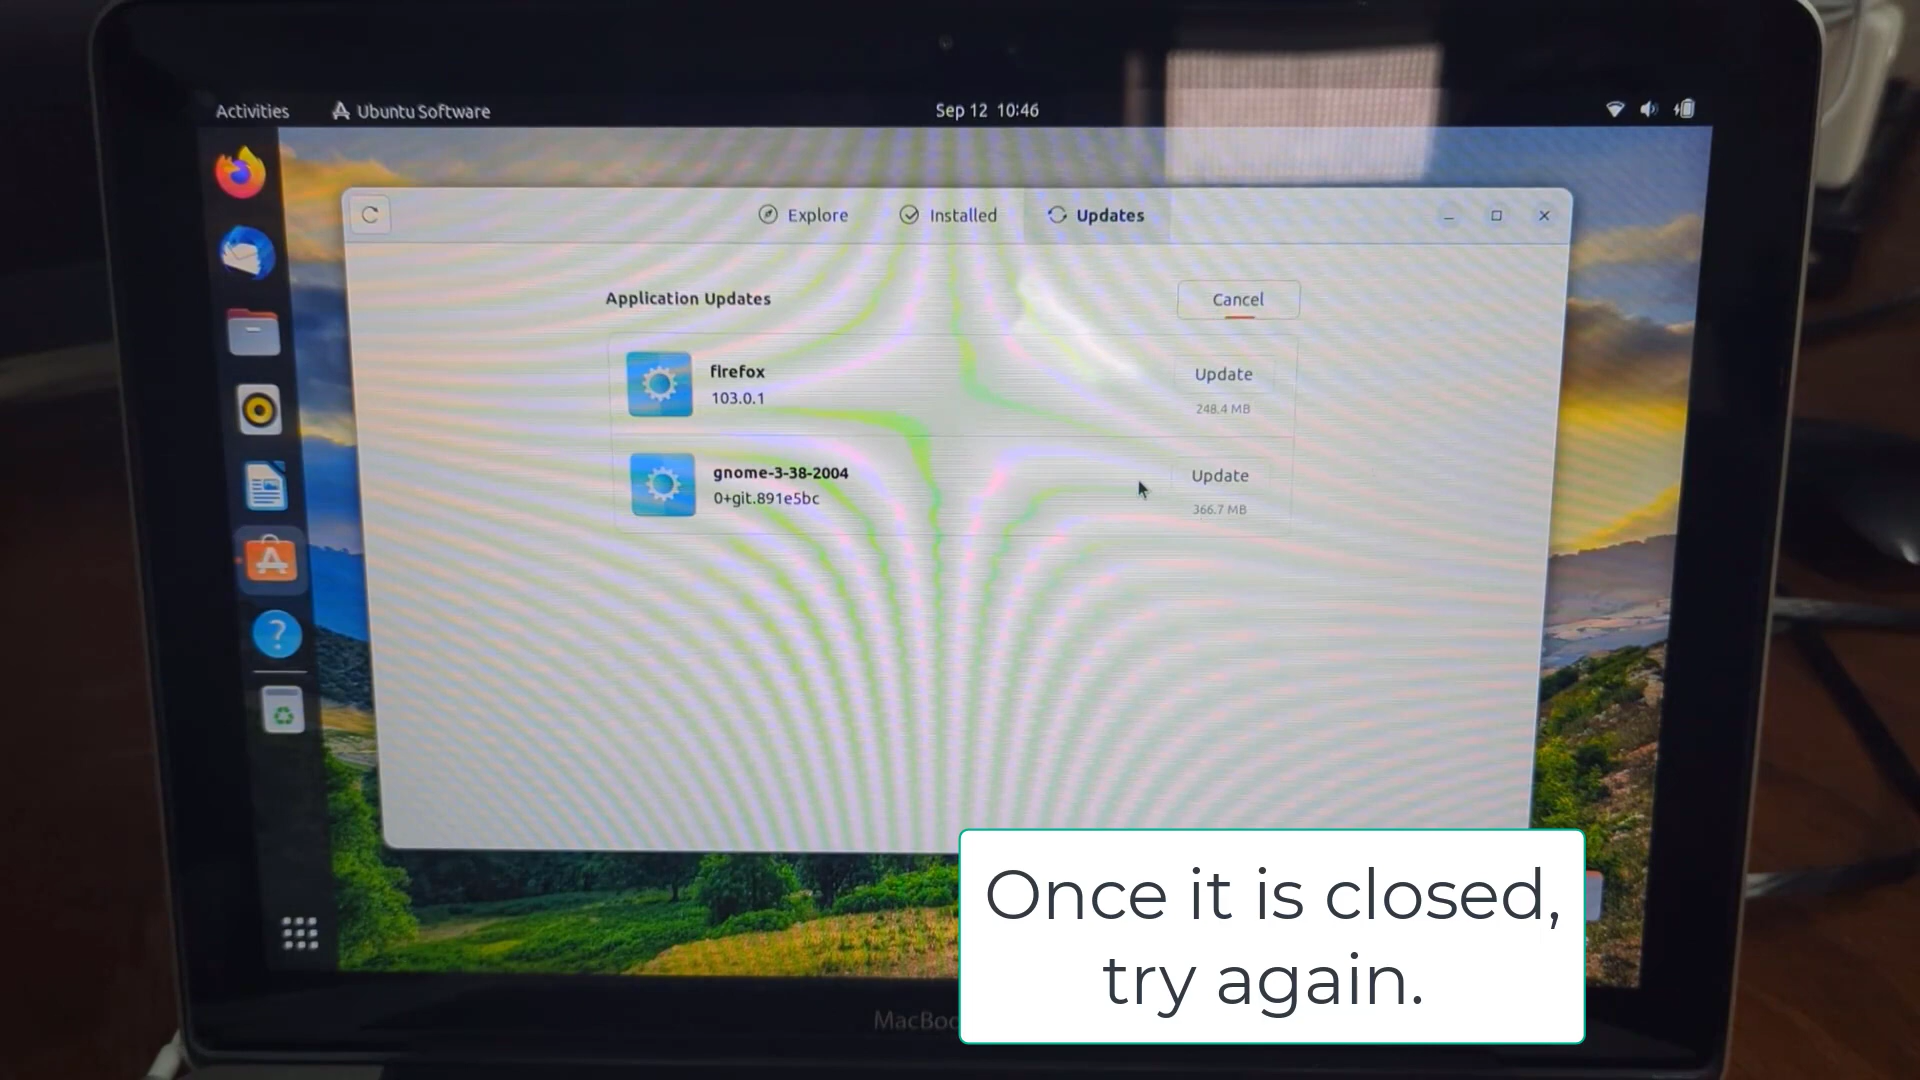 Activities
Ubuntu Software
Sep 12 10:46
Explore
Installed
Updates
Application Updates
Cancel
firefox
103.0.1
Update
248.4 MB
gnome-3-38-2004
0+git.891e5bc
Update
366.7 MB
Once it is closed,
try again.
MacBoo